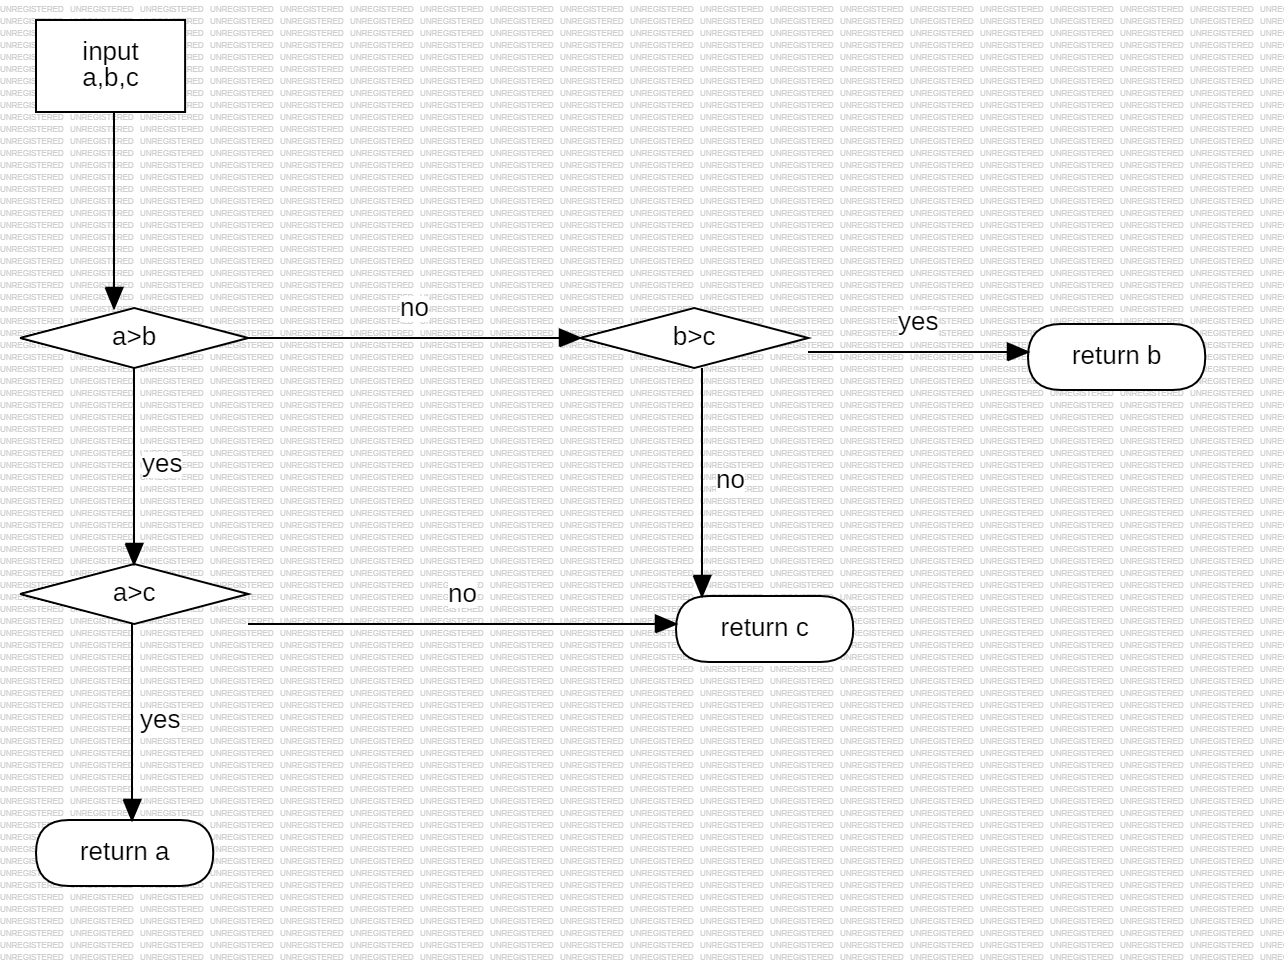 input
a,b,c
a>b
no
b>c
yes
return b
yes
no
a>c
no
return c
yes
return a
UNREGISTERED